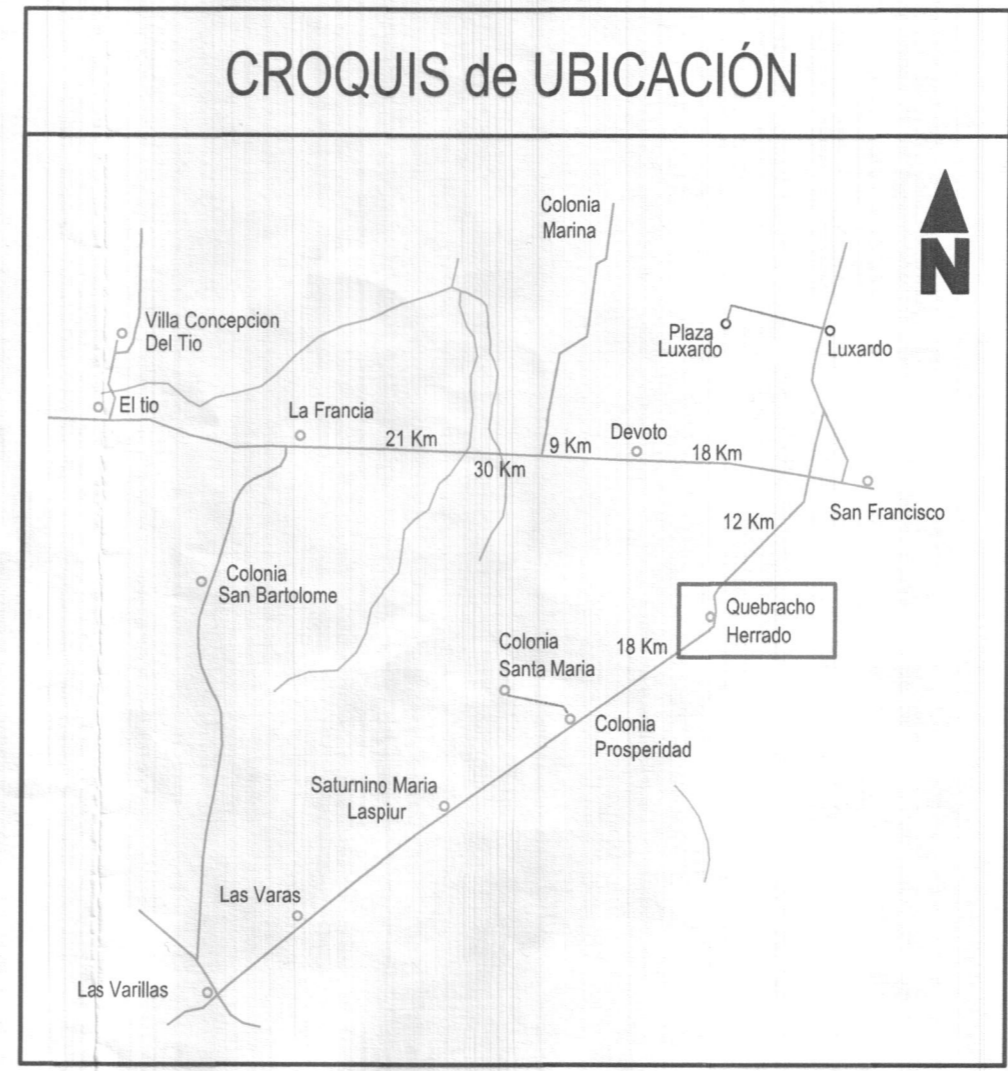 CROQUIS de UBICACIÓN
Colonia
Marina
N
Villa Concepcion
Del Tio
Plaza
Luxardo
Luxardo
El tio
La Francia
21 Km
9 Km
Devoto
18 Km
30 Km
San Francisco
12 Km
Colonia
San Bartolome
Quebracho
Herrado
18 Km
Colonia
Santa Maria
Colonia
Prosperidad
Saturnino Maria
Laspiur
Las Varas
Las Varillas